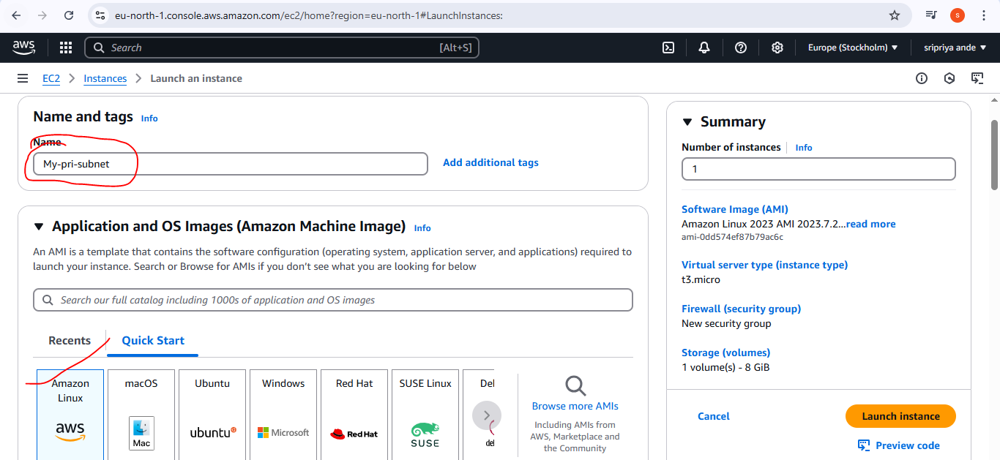 eu-north-1.console.aws.amazon.com/ec2/home?region=eu-north-1#LaunchInstances:
s
aws
Search
[Alt+S]
Europe (Stockholm)
sripriya ande
EC2
Instances
Launch an instance
Name and tags Info
Name
My-pri-subnet
Add additional tags
Application and OS Images (Amazon Machine Image) Info
An AMI is a template that contains the software configuration (operating system, application server, and applications) required to
launch your instance. Search or Browse for AMIs if you don't see what you are looking for below
Search our full catalog including 1000s of application and OS images
Recents
Quick Start
Amazon
Linux
aws
macOS
Mac
Ubuntu
ubuntu
Windows
Microsoft
Red Hat
Red Hat
SUSE Linux
SUSE
Del
del
Browse more AMIs
Including AMIs from
AWS, Marketplace and
the Community
Summary
Number of instances Info
1
Software Image (AMI)
Amazon Linux 2023 AMI 2023.7.2...read more
ami-0dd574ef87b79ac6c
Virtual server type (instance type)
t3.micro
Firewall (security group)
New security group
Storage (volumes)
1 volume(s) - 8 GiB
Cancel
Launch instance
Preview code